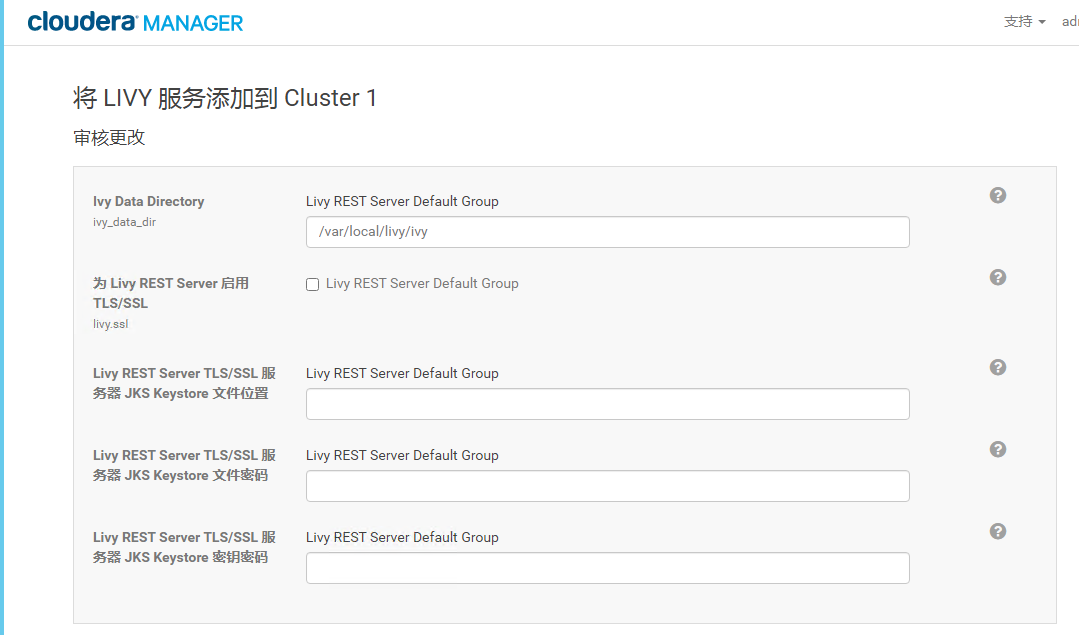 cloudera MANAGER
支持
将 LIVY 服务添加到 Cluster 1
审核更改
Ivy Data Directory
ivy_data_dir
Livy REST Server Default Group
/var/local/livy/ivy
为 Livy REST Server 启用
TLS/SSL
livy.ssl
Livy REST Server Default Group
Livy REST Server TLS/SSL 服
务器 JKS Keystore 文件位置
Livy REST Server Default Group
Livy REST Server TLS/SSL 服
务器 JKS Keystore 文件密码
Livy REST Server Default Group
Livy REST Server TLS/SSL 服
务器 JKS Keystore 密钥密码
Livy REST Server Default Group